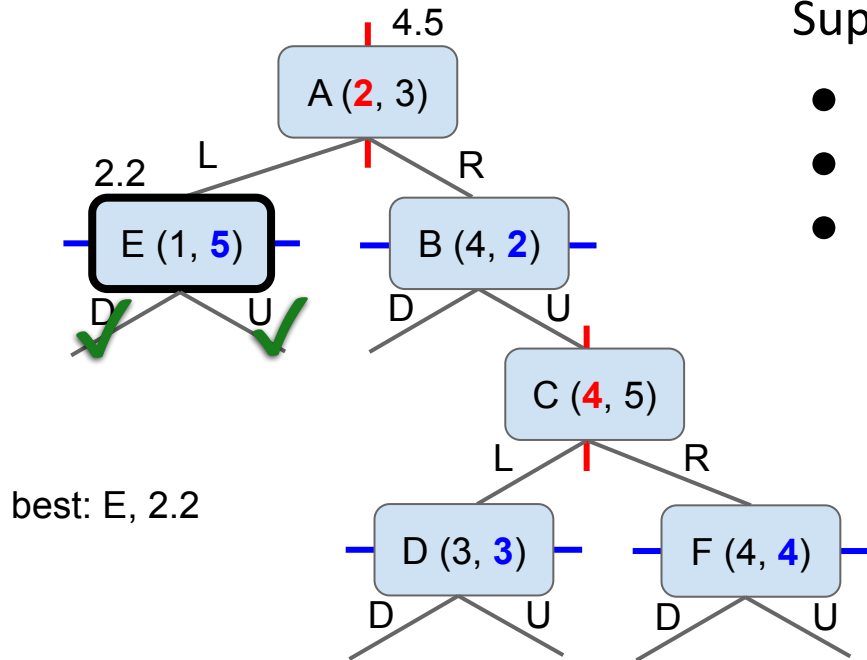 Sup
4.5
A (2, 3)
L
R
2.2
E (1, 5)
B (4, 2)
D
U
D
U
C (4, 5)
L
R
best: E, 2.2
D (3, 3)
F (4, 4)
D
U
D
U